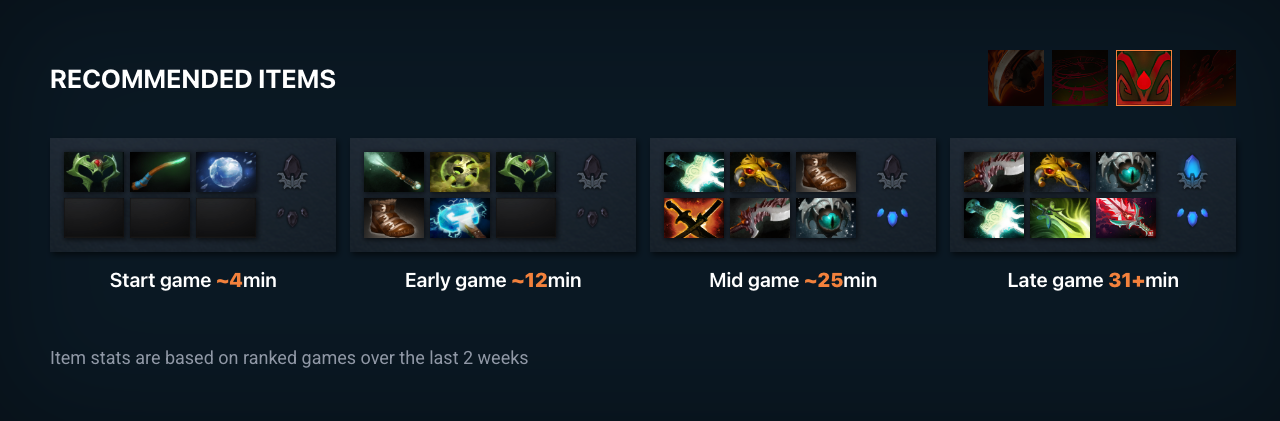 RECOMMENDED ITEMS
Start game ~4min
Early game ~12min
Mid game ~25min
Late game 31+min
Item stats are based on ranked games over the last 2 weeks